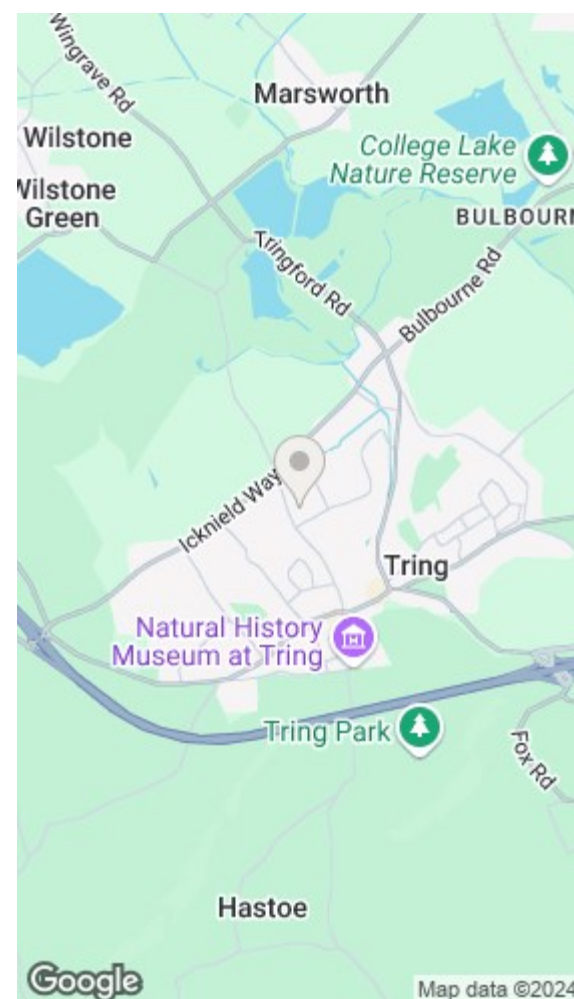 Wingrave Rd
Marsworth
Wilstone
College Lake
Nature Reserve
Wilstone
Green
BULBOURN
Tringford Rd
Bulbourne Rd
Icknield Way
Tring
Natural History
Museum at Tring
Tring Park
Fox Rd
Hastoe
Google
Map data ©2024